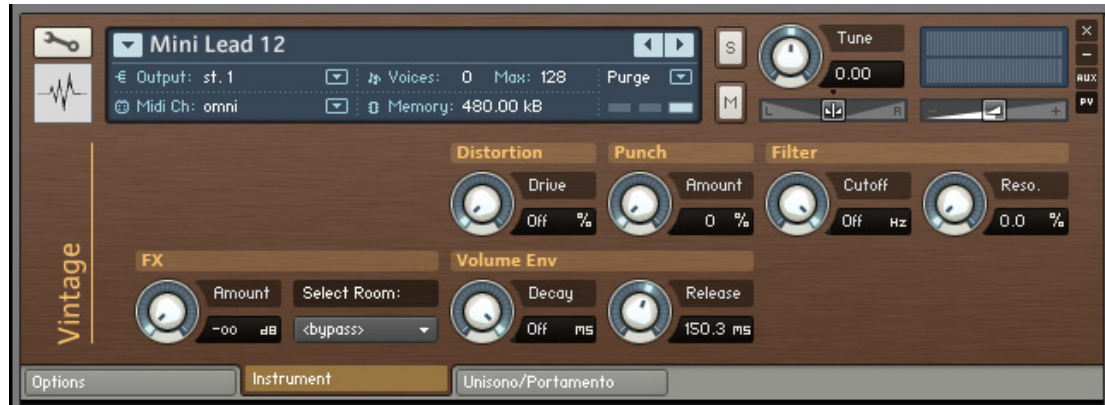 Mini Lead 12
S
Tune
×
–
Output: st. 1
Voices: 0 Max: 128
Purge
0.00
AUX
Midi Ch: omni
Memory: 480.00 kB
M
L
R
- +
PV
Distortion
Punch
Filter
Drive
Amount
Cutoff
Reso.
Off %
0 %
Off Hz
0.0 %
Vintage
FX
Volume Env
Amount
Select Room:
Decay
Release
-oo dB
<bypass>
Off ms
150.3 ms
Options
Instrument
Unisono/Portamento